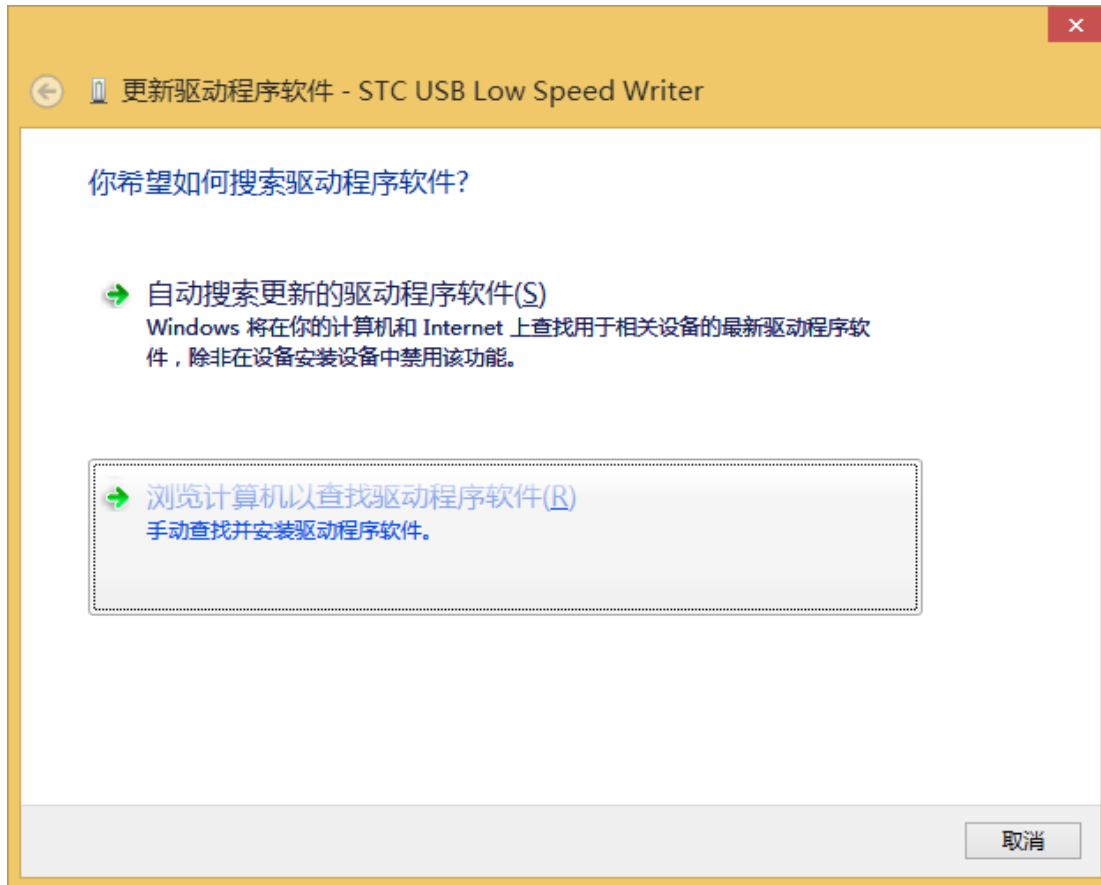 更新驱动程序软件 - STC USB Low Speed Writer
你希望如何搜索驱动程序软件?
自动搜索更新的驱动程序软件(S)
Windows 将在你的计算机和 Internet 上查找用于相关设备的最新驱动程序软
件，除非在设备安装设备中禁用该功能。
浏览计算机以查找驱动程序软件(R)
手动查找并安装驱动程序软件。
取消